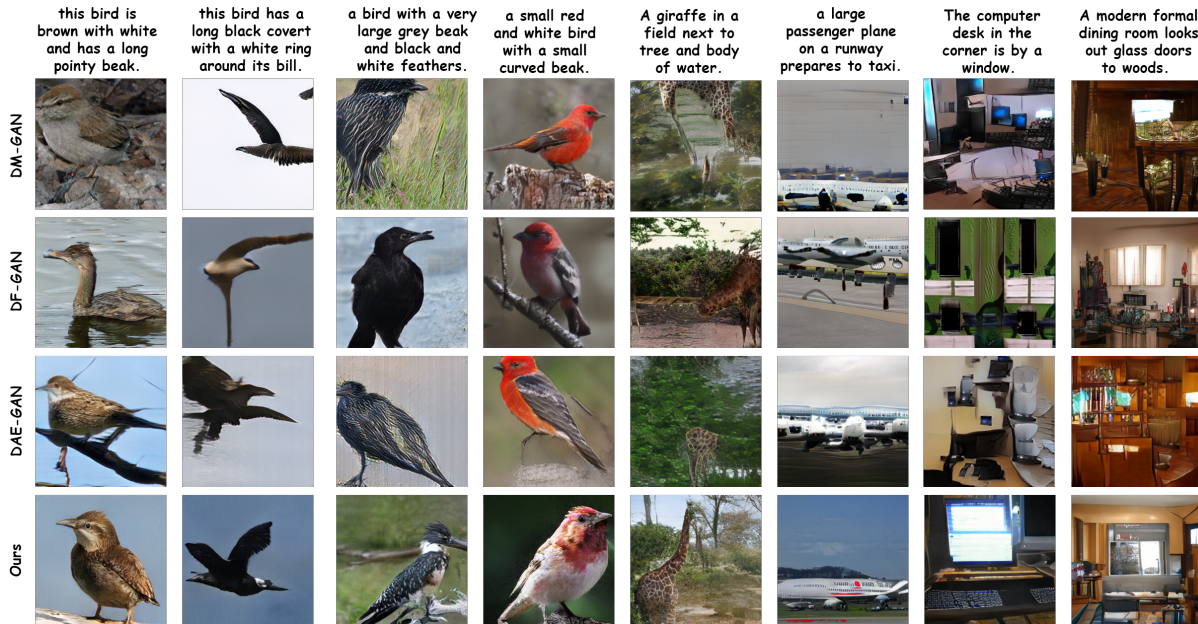 this bird is
brown with white
and has a long
pointy beak.
this bird has a
long black covert
with a white ring
around its bill.
a bird with a very
large grey beak
and black and
white feathers.
a small red
and white bird
with a small
curved beak.
A giraffe in a
field next to
tree and body
of water.
a large
passenger plane
on a runway
prepares to taxi.
The computer
desk in the
corner is by a
window.
A modern formal
dining room looks
out glass doors
to woods.
DM-GAN
DF-GAN
DAE-GAN
Ours